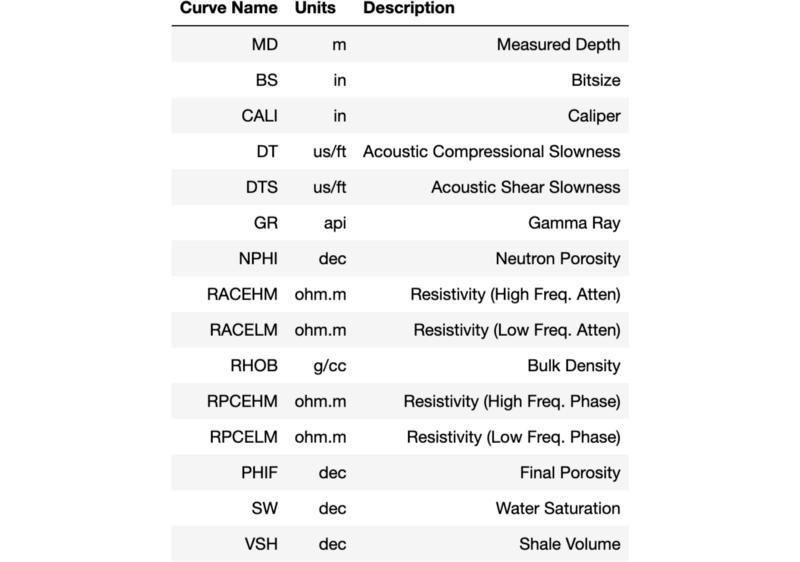 Curve Name Units Description
MD m Measured Depth
BS in Bitsize
CALI in Caliper
DT us/ft Acoustic Compressional Slowness
DTS us/ft Acoustic Shear Slowness
GR api Gamma Ray
NPHI dec Neutron Porosity
RACEHM ohm.m Resistivity (High Freq. Atten)
RACELM ohm.m Resistivity (Low Freq. Atten)
RHOB g/cc Bulk Density
RPCEHM ohm.m Resistivity (High Freq. Phase)
RPCELM ohm.m Resistivity (Low Freq. Phase)
PHIF dec Final Porosity
SW dec Water Saturation
VSH dec Shale Volume